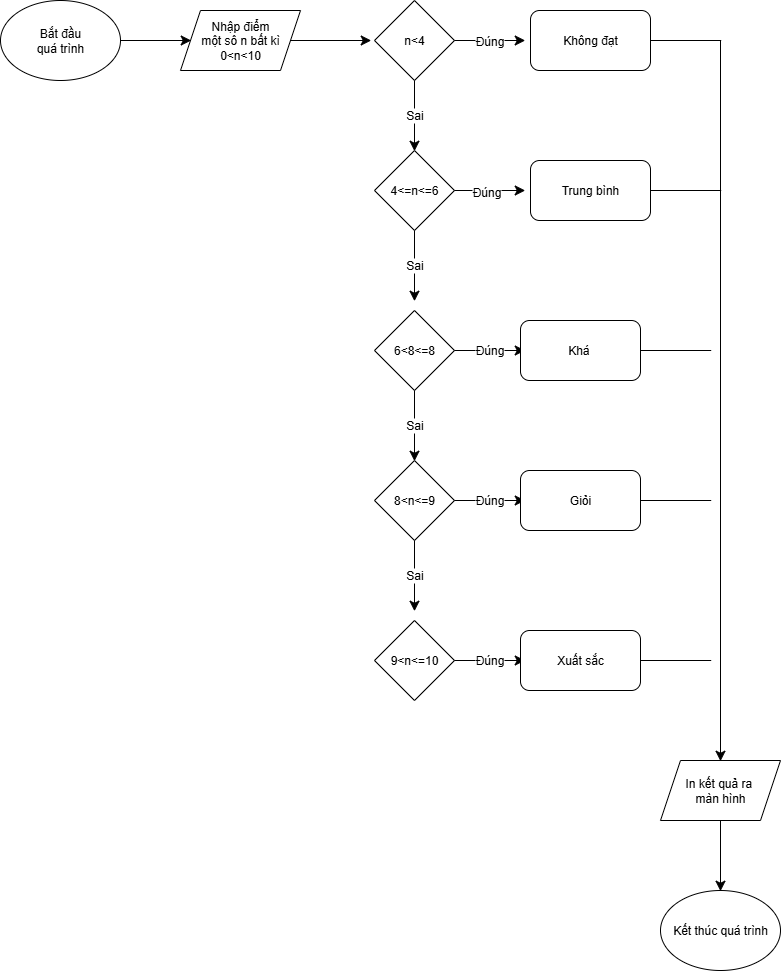 Bắt đầu
quá trình
Nhập điểm
một số n bất kì
0<n<10
n<4
Đúng
Không đạt
Sai
4<=n<=6
Đúng
Trung bình
Sai
6<8<=8
Đúng
Khá
Sai
8<n<=9
Đúng
Giỏi
Sai
9<n<=10
Đúng
Xuất sắc
In kết quả ra
màn hình
Kết thúc quá trình